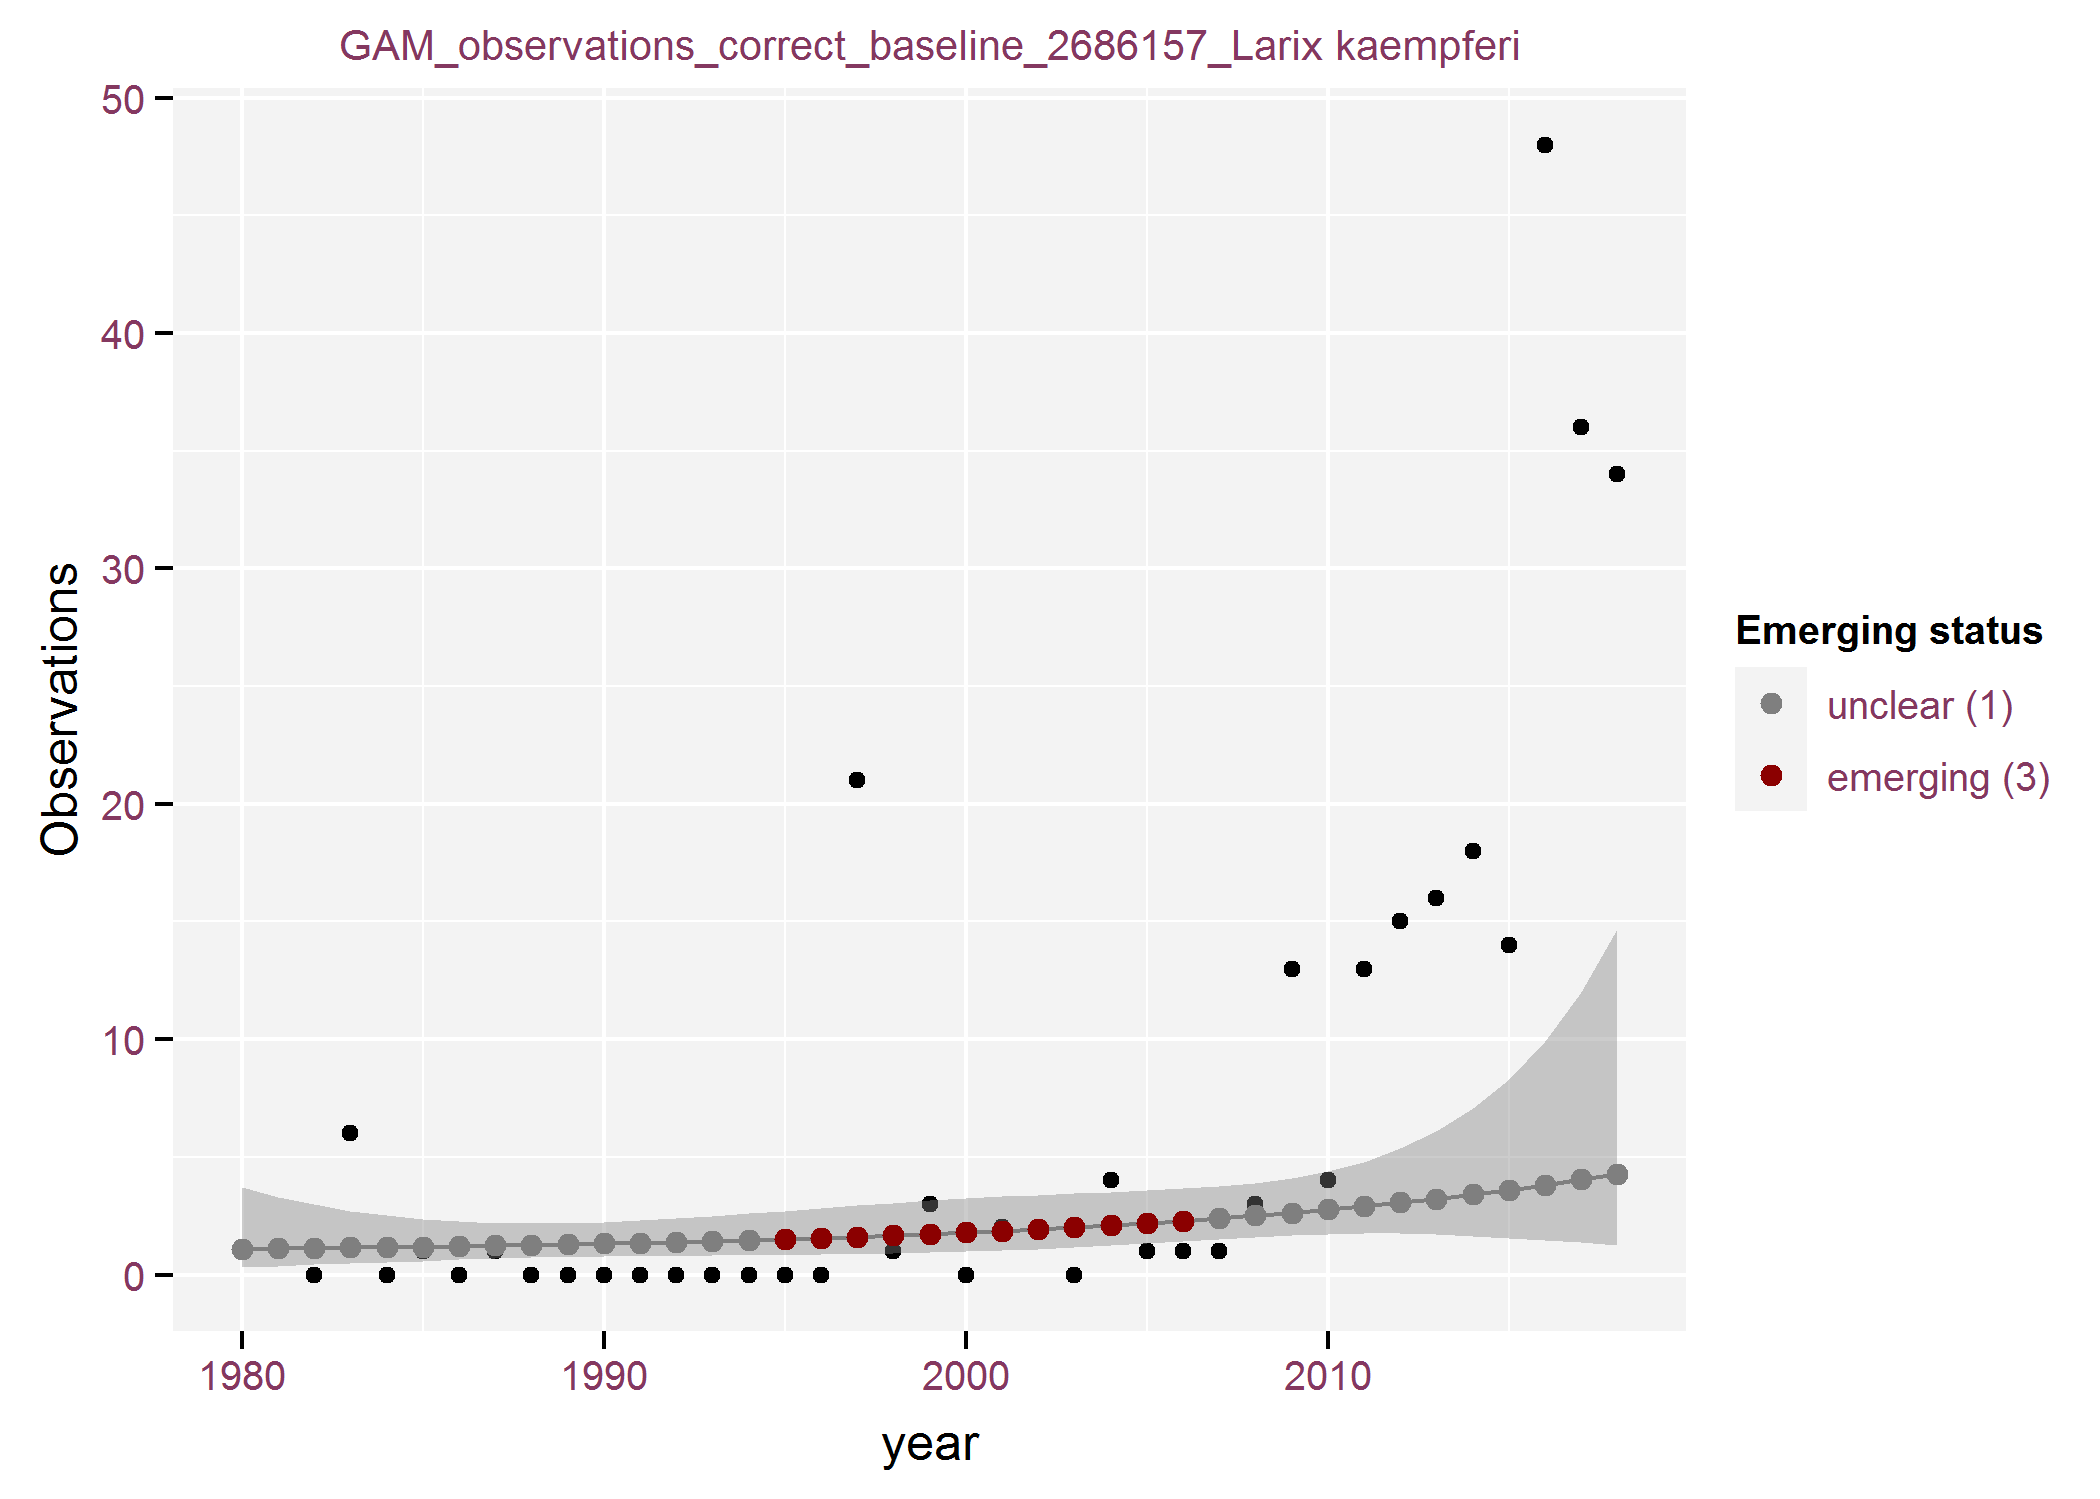 GAM_observations_correct_baseline_2686157_Larix kaempferi
50
40
30
20
10
0
Observations
1980
1990
2000
2010
year
Emerging status
unclear (1)
emerging (3)